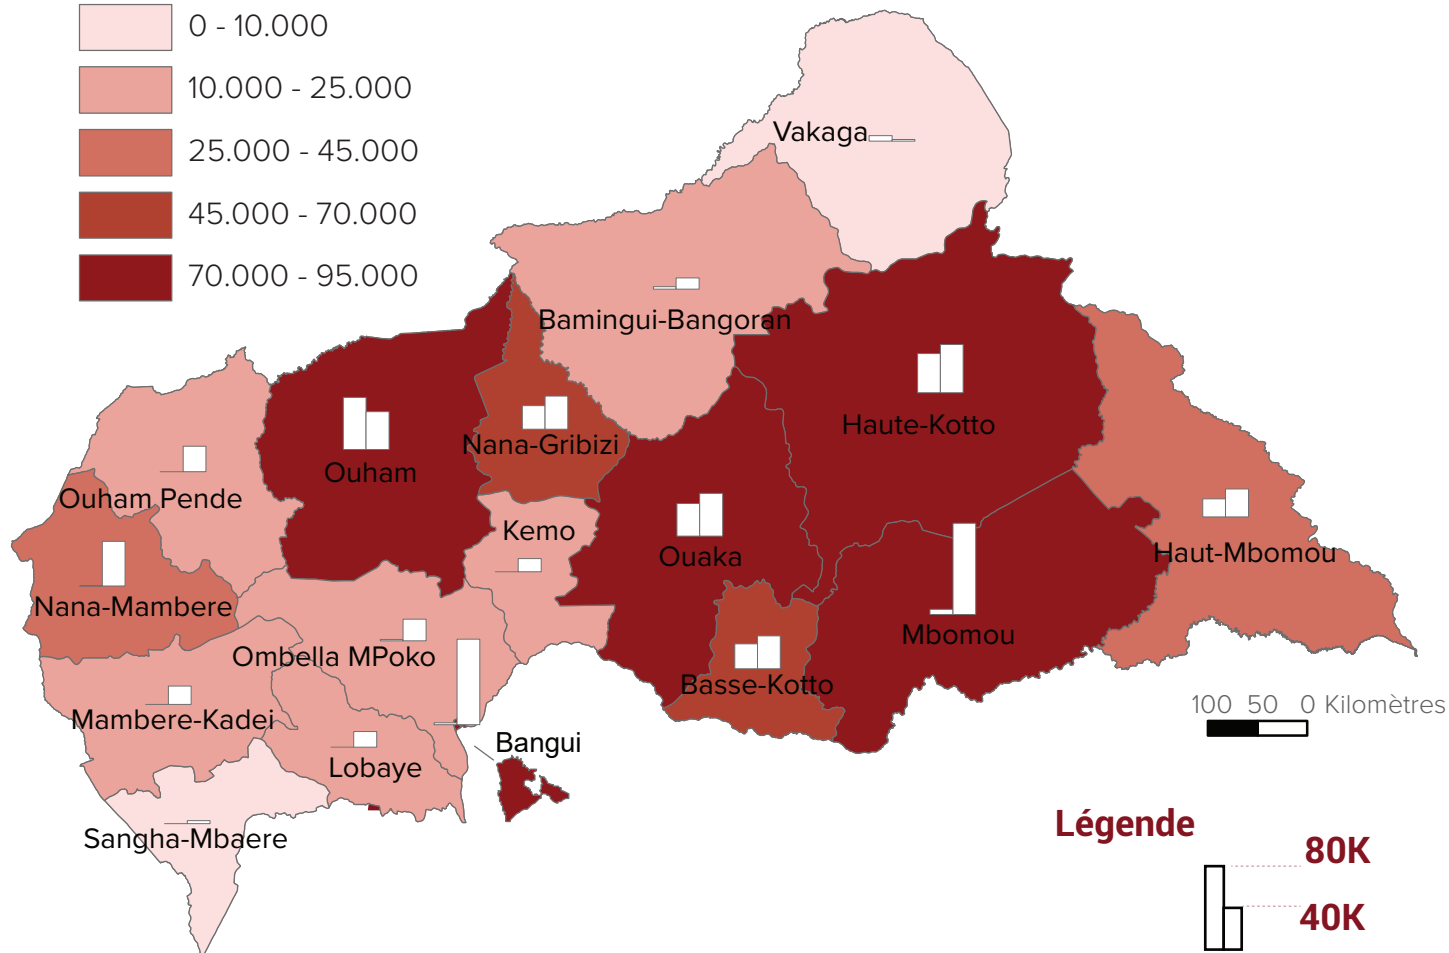 0 - 10.000
10.000 - 25.000
25.000 - 45.000
45.000 - 70.000
70.000 - 95.000
Vakaga
Bamingui-Bangoran
Haute-Kotto
Nana-Gribizi
Ouham
Ouham Pende
Kemo
Ouaka
Haut-Mbomou
Nana-Mambere
Mbomou
Ombella MPoko
Basse-Kotto
Mambere-Kadei
100 50 0 Kilomètres
Bangui
Lobaye
Sangha-Mbaere
Légende
80K
40K